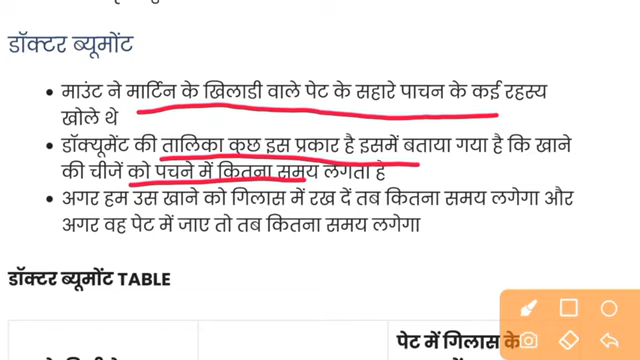 डॉक्टर ब्यूमोंट
• माउंट ने मार्टिन के खिलाडी वाले पेट के सहारे पाचन के कई रहस्य
खोले थे
• डॉक्यूमेंट की तालिका कुछ इस प्रकार है इसमें बताया गया है कि खाने
की चीजें को पचने में कितना समय लगता है
• अगर हम उस खाने को गिलास में रख दें तब कितना समय लगेगा और
अगर वह पेट में जाए तो तब कितना समय लगेगा
डॉक्टर ब्यूमोंट TABLE
पेट में गिलास के